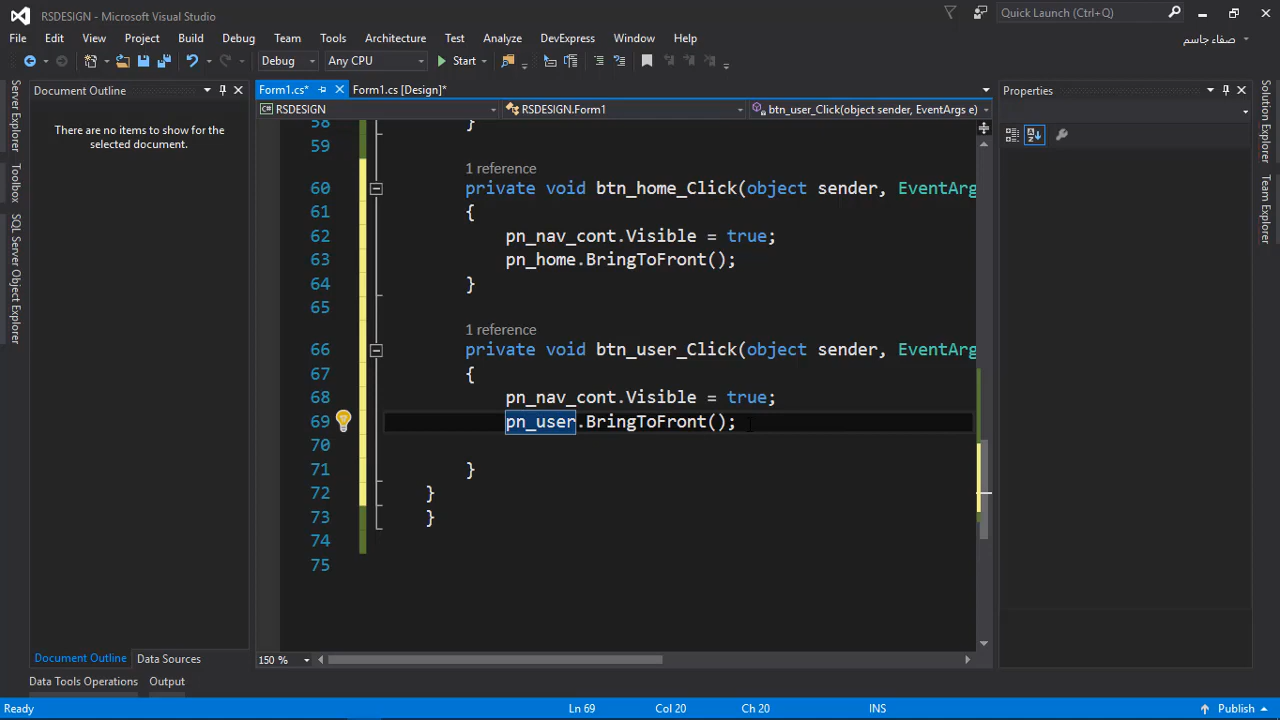 RSDESIGN - Microsoft Visual Studio
Quick Launch (Ctrl+Q)
File Edit View Project Build Debug Team Tools Architecture Test Analyze DevExpress Window Help
صفاء جاسم
Debug Any CPU Start
Server Explorer
Toolbox
SQL Server Object Explorer
Document Outline
There are no items to show for the
selected document.
Form1.cs* Form1.cs [Design]*
RSDESIGN RSDESIGN.Form1 btn_user_Click(object sender, EventArgs e)
58 }
59
1 reference
60 private void btn_home_Click(object sender, EventArg
61 {
62 pn_nav_cont.Visible = true;
63 pn_home.BringToFront();
64 }
65
1 reference
66 private void btn_user_Click(object sender, EventArg
67 {
68 pn_nav_cont.Visible = true;
69 pn_user.BringToFront();
70
71 }
72 }
73 }
74
75
150 %
Properties
Solution Explorer
Team Explorer
Document Outline Data Sources
Data Tools Operations Output
Ready Ln 69 Col 20 Ch 20 INS Publish